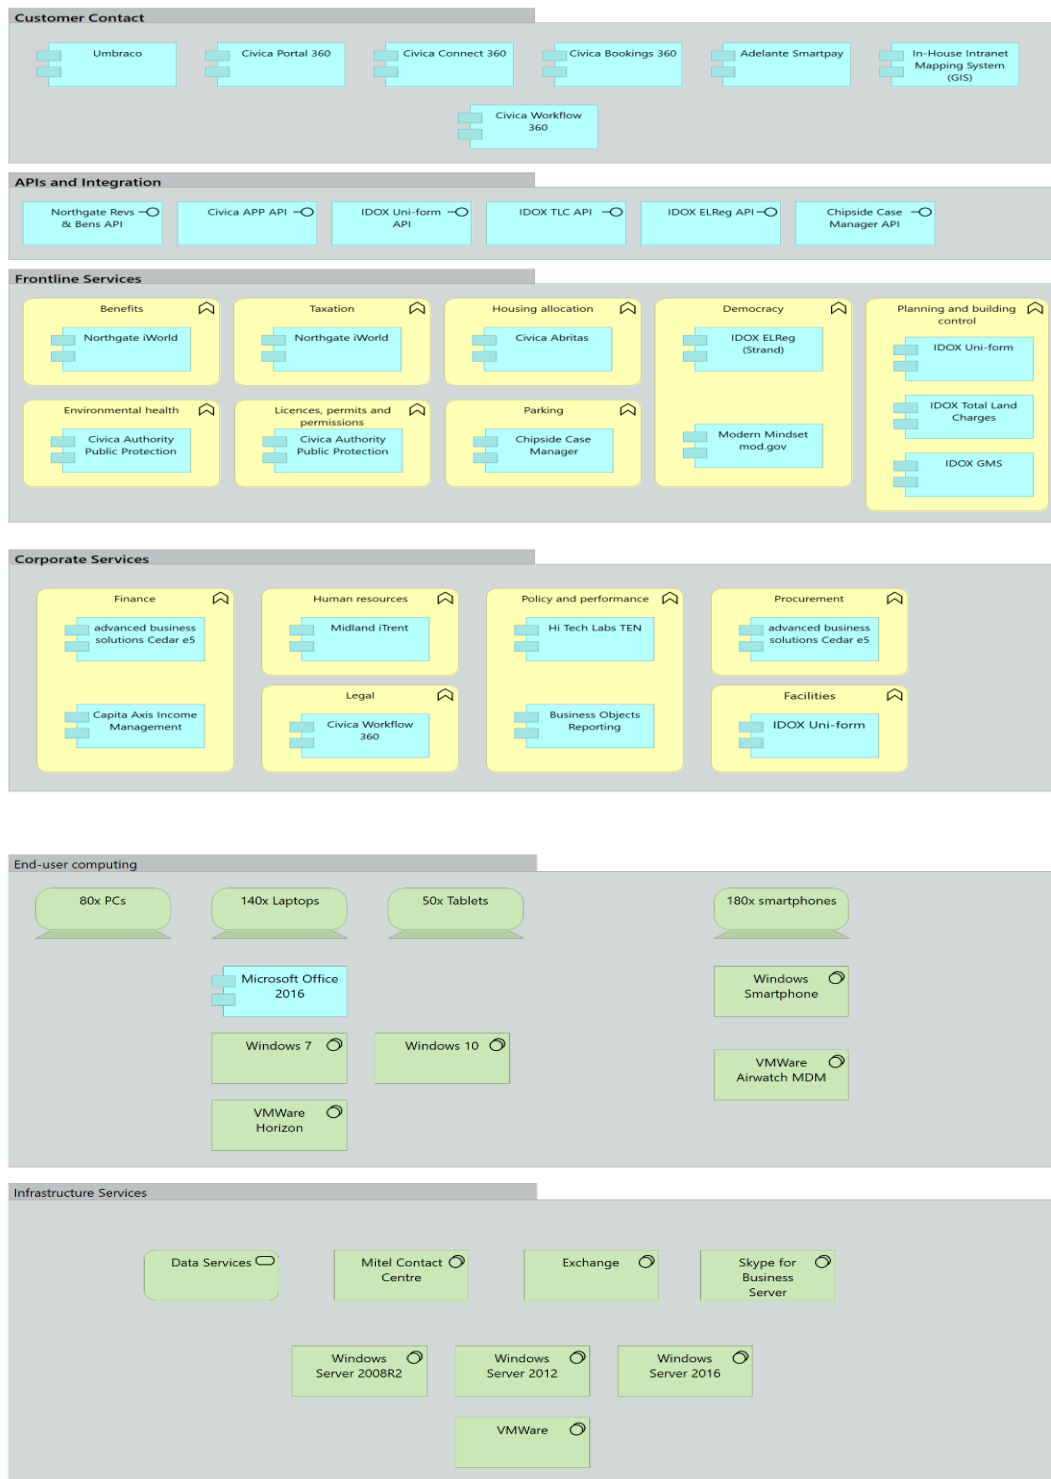 Customer Contact
Umbraco
Civica Portal 360
Civica Connect 360
Civica Bookings 360
Adelante Smartpay
In-House Intranet
Mapping System
(GIS)
Civica Workflow
360
APIs and Integration
Northgate Revs
& Bens API
Civica APP API
IDOX Uni-form
API
IDOX TLC API
IDOX ELReg API
Chipside Case
Manager API
Frontline Services
Benefits
Northgate iWorld
Taxation
Northgate iWorld
Housing allocation
Civica Abritas
Democracy
IDOX ELReg
(Strand)
Modern Mindset
mod.gov
Planning and building
control
IDOX Uni-form
IDOX Total Land
Charges
IDOX GMS
Environmental health
Civica Authority
Public Protection
Licences, permits and
permissions
Civica Authority
Public Protection
Parking
Chipside Case
Manager
Corporate Services
Finance
advanced business
solutions Cedar e5
Capita Axis Income
Management
Human resources
Midland iTrent
Legal
Civica Workflow
360
Policy and performance
Hi Tech Labs TEN
Business Objects
Reporting
Procurement
advanced business
solutions Cedar e5
Facilities
IDOX Uni-form
End-user computing
80x PCs
140x Laptops
50x Tablets
180x smartphones
Microsoft Office
2016
Windows
Smartphone
Windows 7
Windows 10
VMWare
Airwatch MDM
VMWare
Horizon
Infrastructure Services
Data Services
Mitel Contact
Centre
Exchange
Skype for
Business
Server
Windows
Server 2008R2
Windows
Server 2012
Windows
Server 2016
VMWare